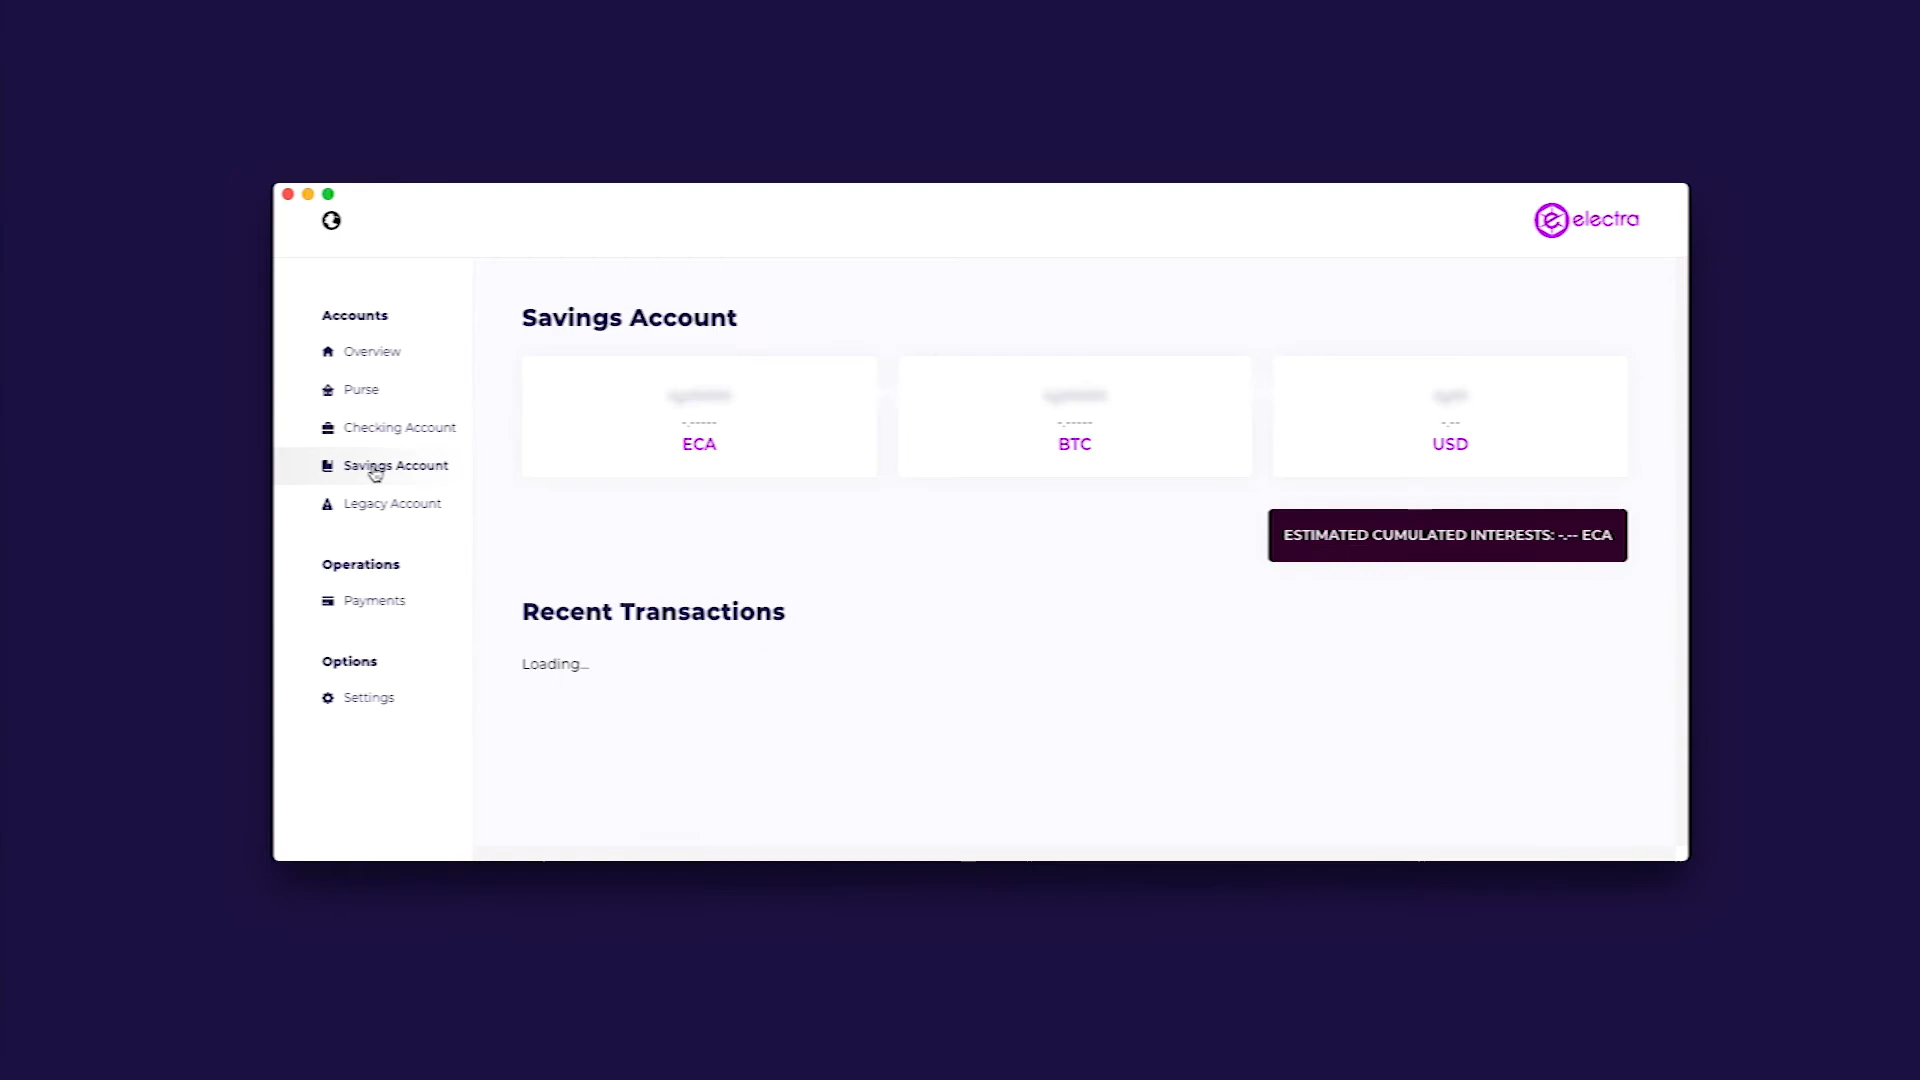 electra
Accounts
Overview
Purse
Checking Account
Savings Account
Legacy Account
Operations
Payments
Options
Settings
Savings Account
-.-----
ECA
-.-----
BTC
-.--
USD
ESTIMATED CUMULATED INTERESTS: -.-- ECA
Recent Transactions
Loading...